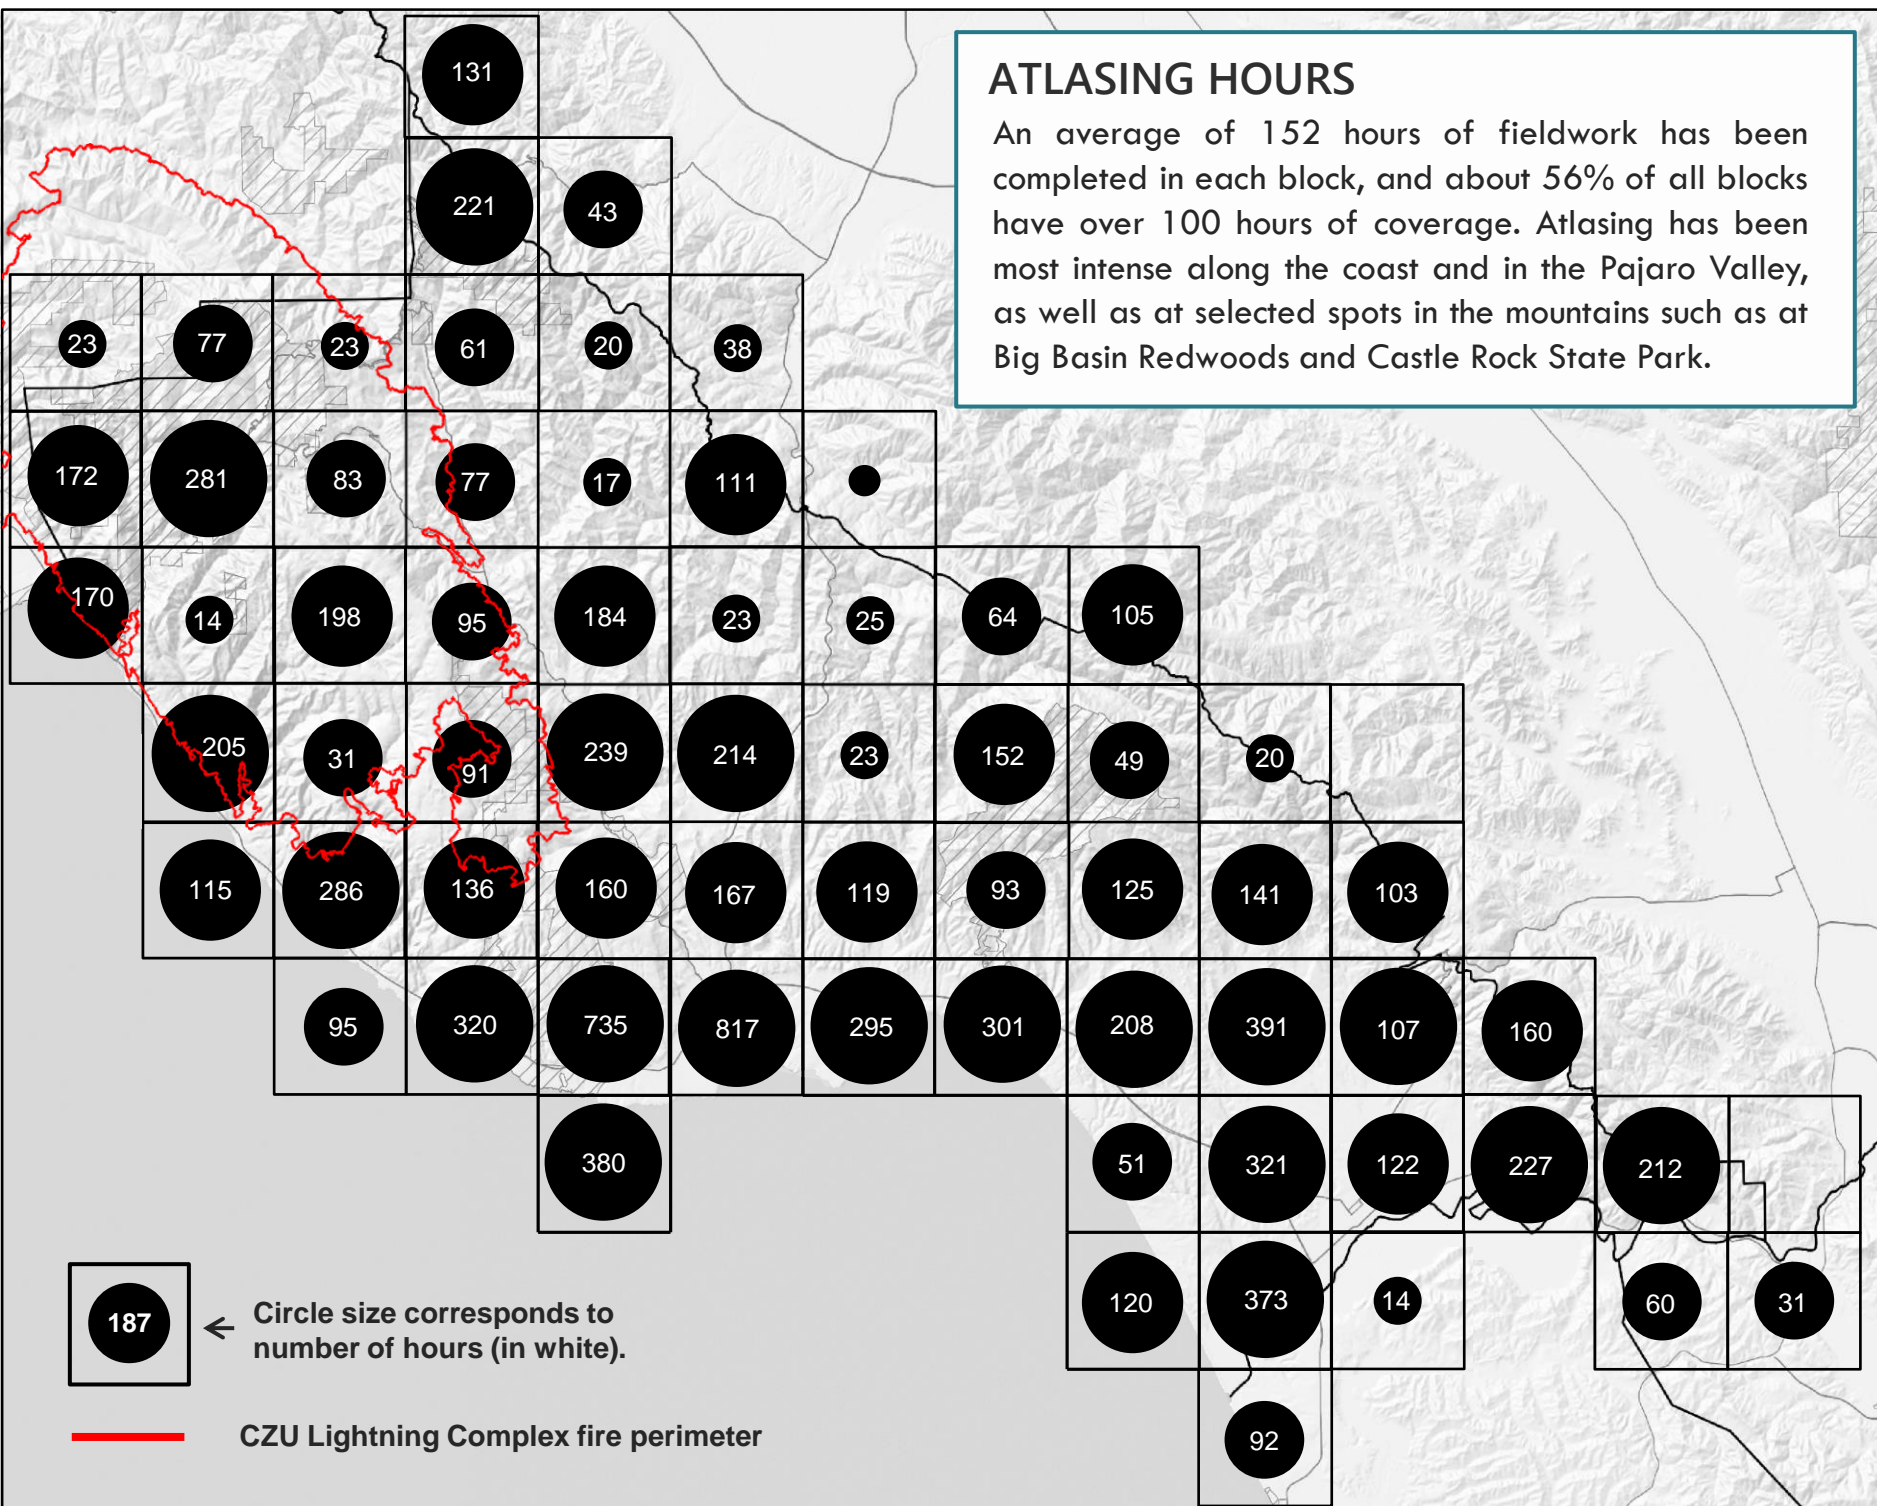 131
ATLASING HOURS
An average of 152 hours of fieldwork has been
completed in each block, and about 56% of all blocks
have over 100 hours of coverage. Atlasing has been
most intense along the coast and in the Pajaro Valley,
as well as at selected spots in the mountains such as at
Big Basin Redwoods and Castle Rock State Park.
221 43
23 77 23 61 20 38
172 281 83 77 17 111
170 14 198 95 184 23 25 64 105
205 31 91 239 214 23 152 49 20
115 286 136 160 167 119 93 125 141 103
95 320 735 817 295 301 208 391 107 160
380 51 321 122 227 212
120 373 14 60 31
92
187
Circle size corresponds to
number of hours (in white).
CZU Lightning Complex fire perimeter